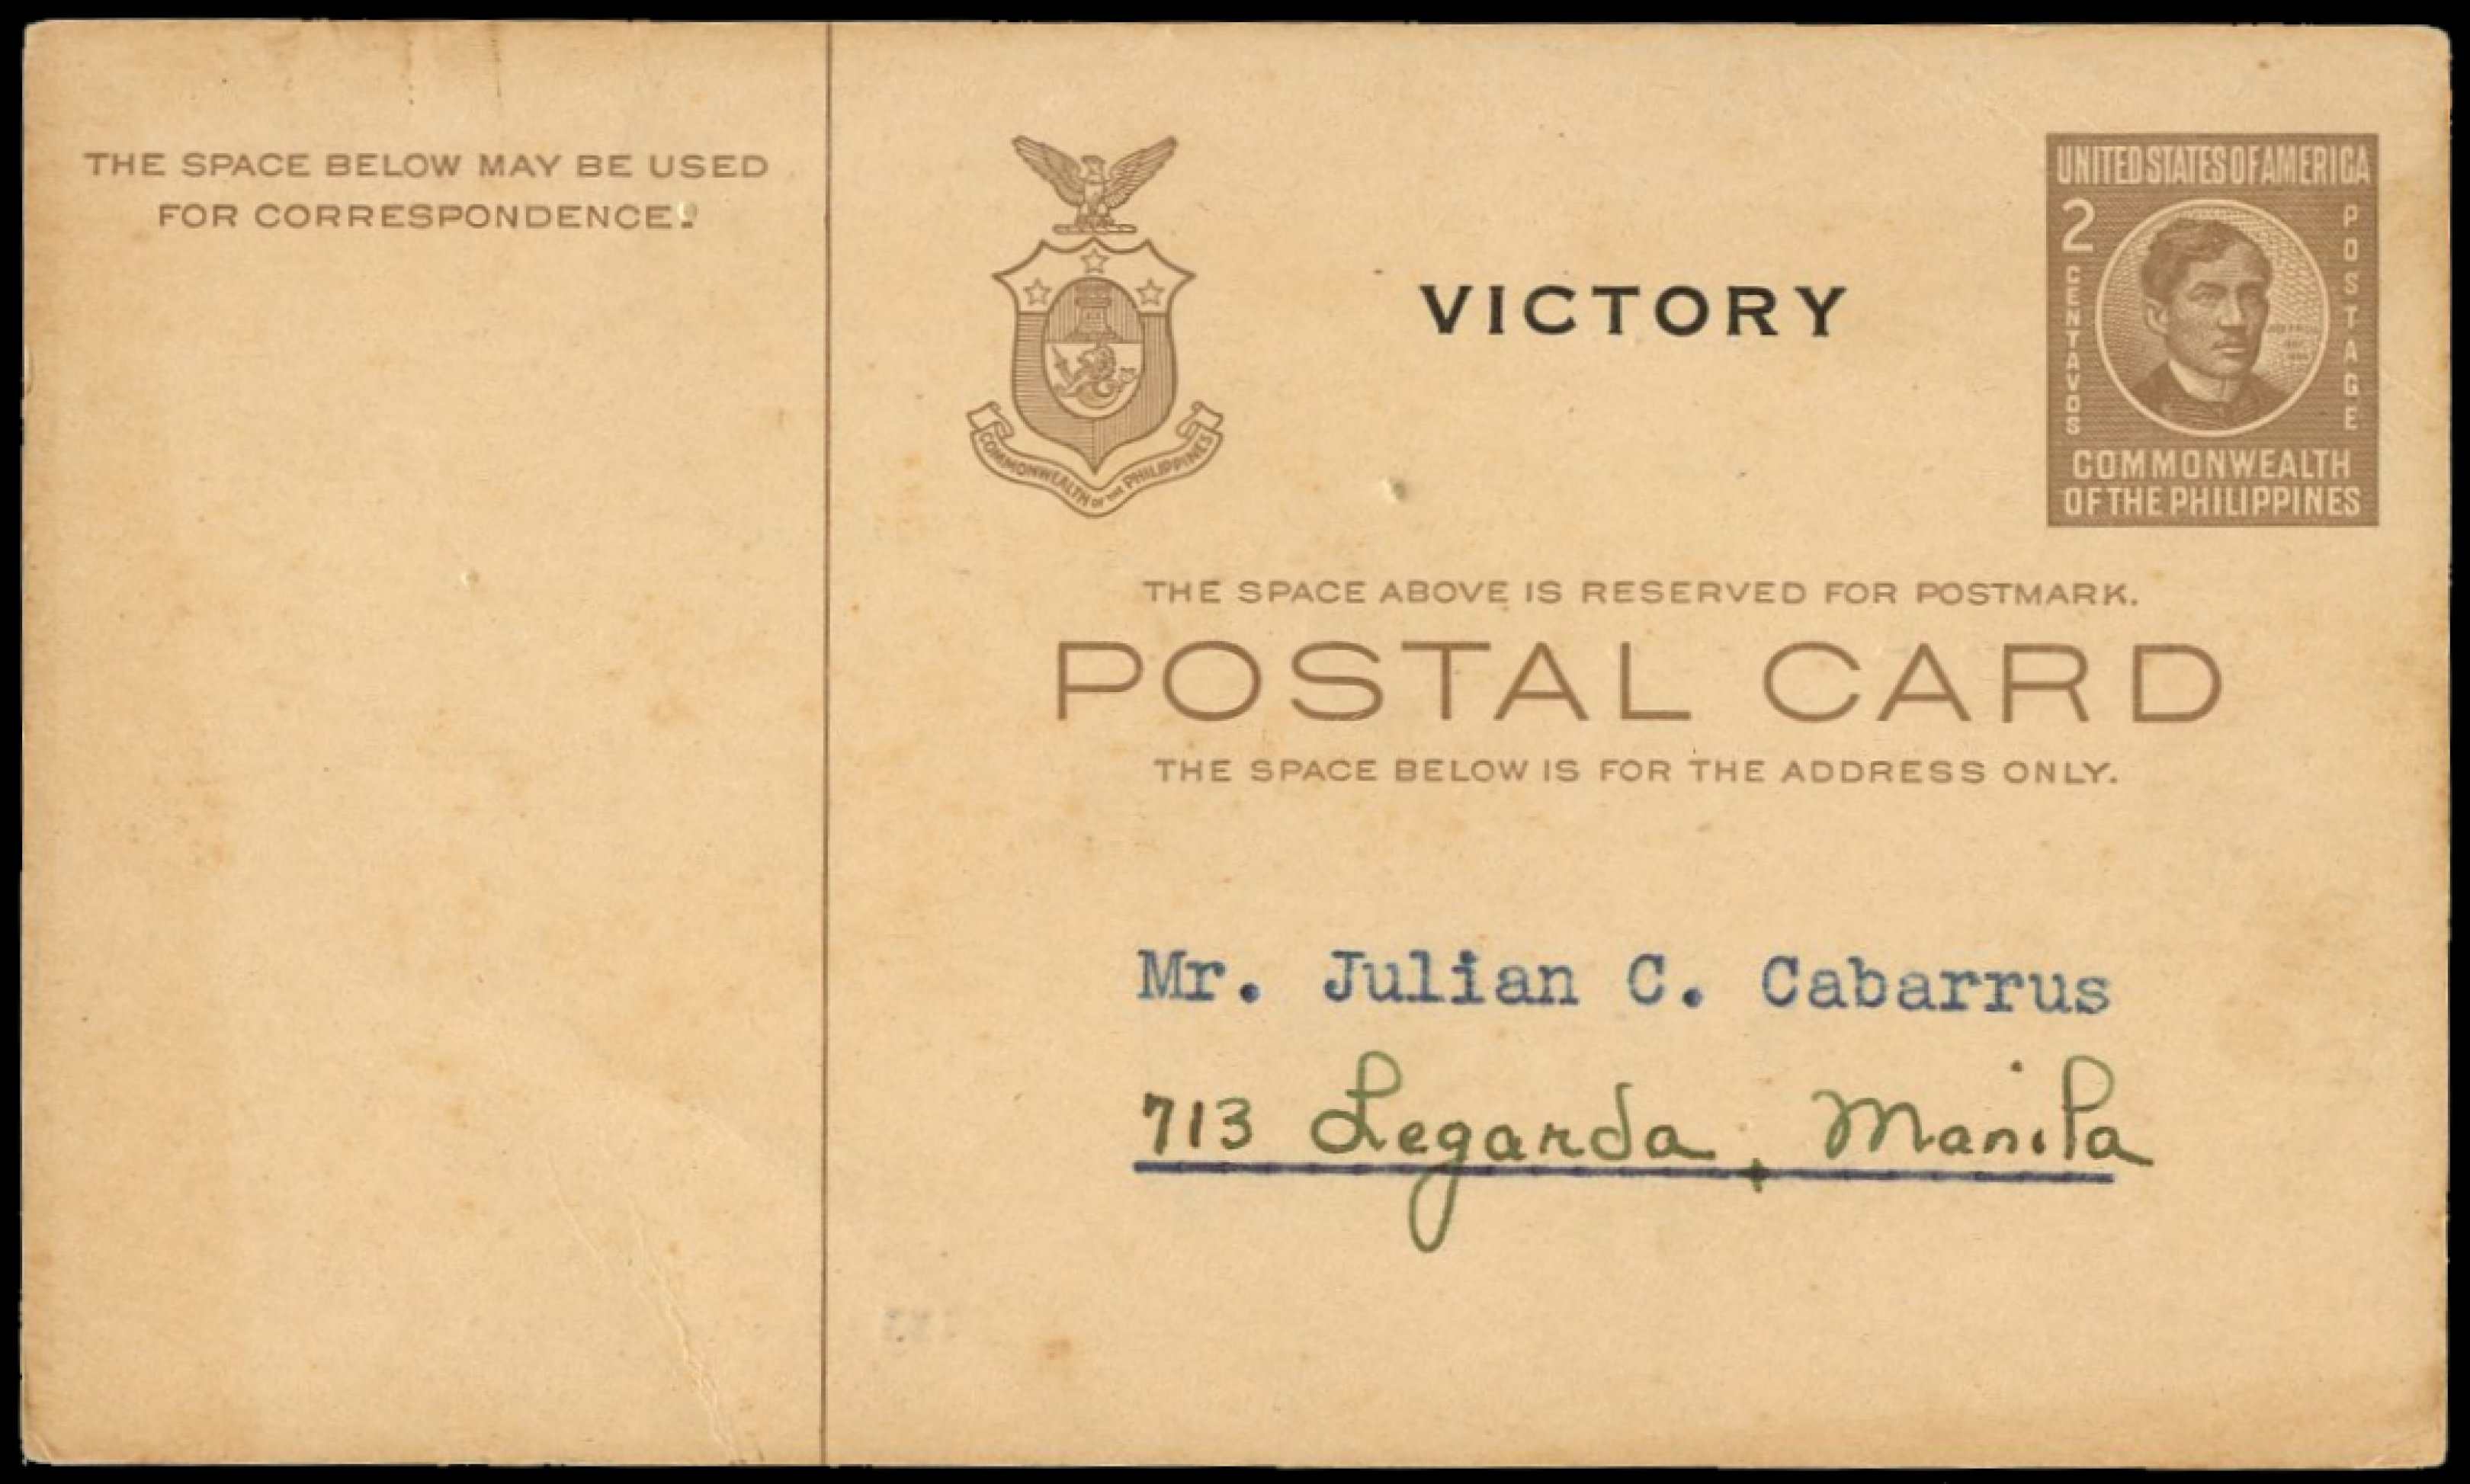 THE SPACE BELOW MAY BE USED
FOR CORRESPONDENCE.
COMMONWEALTH OF THE PHILIPPINES
VICTORY
UNITED STATES OF AMERICA
2
CENTAVOS
POSTAGE
COMMONWEALTH
OF THE PHILIPPINES
THE SPACE ABOVE IS RESERVED FOR POSTMARK.
POSTAL CARD
THE SPACE BELOW IS FOR THE ADDRESS ONLY.
Mr. Julian C. Cabarrus
713 Legarda, Manila